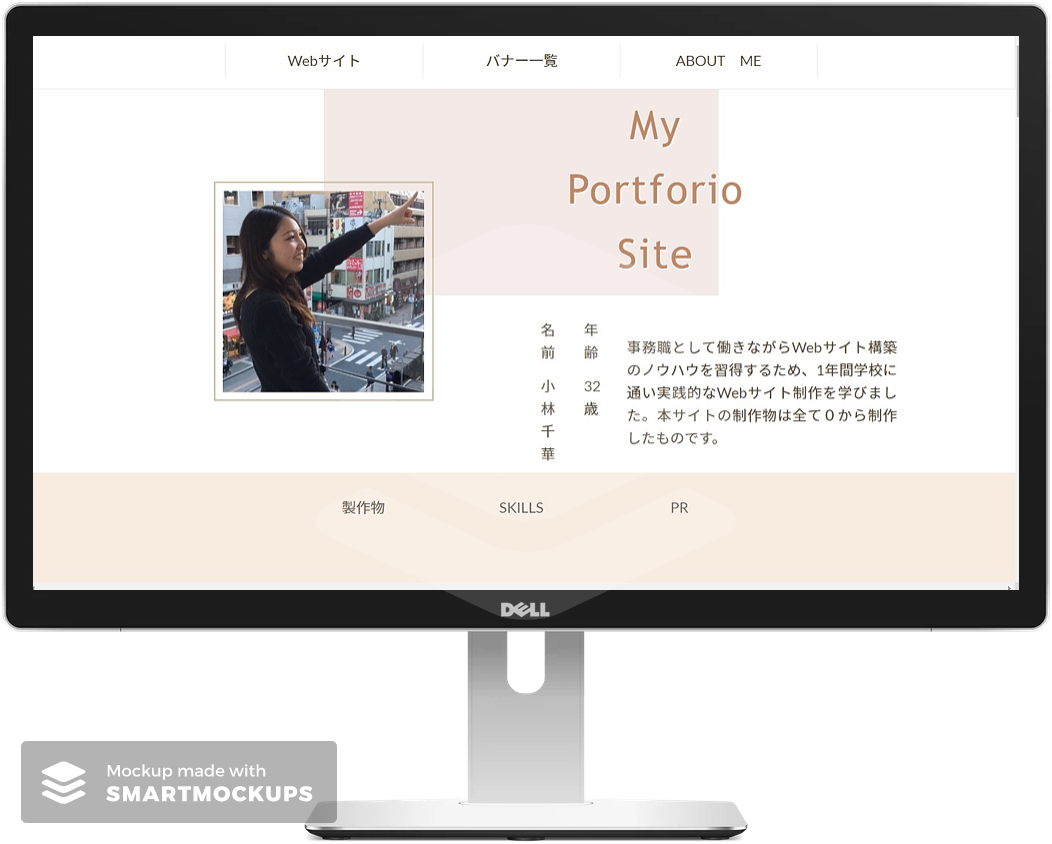 Webサイト
バナー一覧
ABOUT　ME
My
Portforio
Site
名前
小林千華
年齢
32歳
事務職として働きながらWebサイト構築
のノウハウを習得するため、1年間学校に
通い実践的なWebサイト制作を学びまし
た。本サイトの制作物は全て０から制作
したものです。
製作物
SKILLS
PR
DELL
Mockup made with
SMARTMOCKUPS